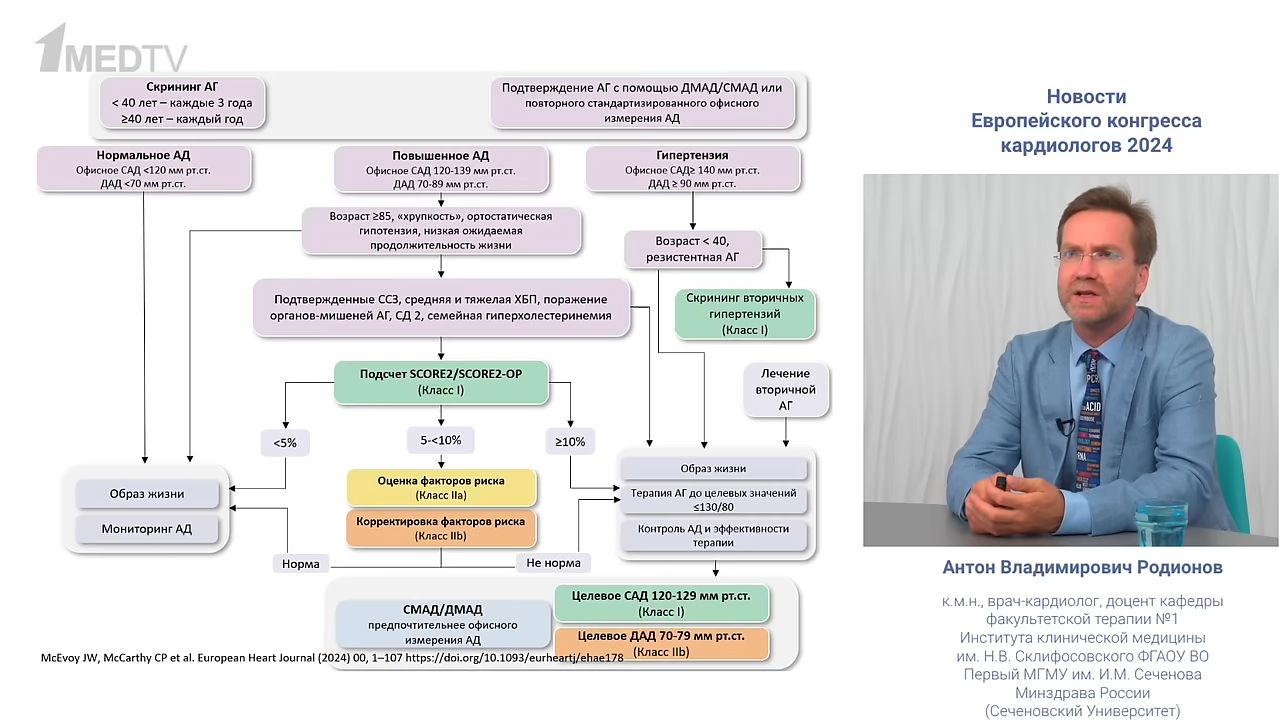 1MEDTV
Скрининг АГ
< 40 лет – каждые 3 года
≥40 лет – каждый год
Подтверждение АГ с помощью ДМАД/СМАД или
повторного стандартизированного офисного
измерения АД
Нормальное АД
Офисное САД <120 мм рт.ст.
ДАД <70 мм рт.ст.
Повышенное АД
Офисное САД 120-139 мм рт.ст.
ДАД 70-89 мм рт.ст.
Гипертензия
Офисное САД≥ 140 мм рт.ст.
ДАД ≥ 90 мм рт.ст.
Возраст ≥85, «хрупкость», ортостатическая
гипотензия, низкая ожидаемая
продолжительность жизни
Возраст < 40,
резистентная АГ
Подтвержденные ССЗ, средняя и тяжелая ХБП, поражение
органов-мишеней АГ, СД 2, семейная гиперхолестеринемия
Скрининг вторичных
гипертензий
(Класс I)
Подсчет SCORE2/SCORE2-OP
(Класс I)
Лечение
вторичной
АГ
<5%
5-<10%
≥10%
Образ жизни
Мониторинг АД
Оценка факторов риска
(Класс IIa)
Корректировка факторов риска
(Класс IIb)
Образ жизни
Терапия АГ до целевых значений
≤130/80
Контроль АД и эффективности
терапии
Норма
Не норма
СМАД/ДМАД
предпочтительнее офисного
измерения АД
Целевое САД 120-129 мм рт.ст.
(Класс I)
Целевое ДАД 70-79 мм рт.ст.
(Класс IIb)
McEvoy JW, McCarthy CP et al. European Heart Journal (2024) 00, 1–107 https://doi.org/10.1093/eurheartj/ehae178
Новости
Европейского конгресса
кардиологов 2024
PCR
ACID
RNA
Антон Владимирович Родионов
к.м.н., врач-кардиолог, доцент кафедры
факультетской терапии №1
Института клинической медицины
им. Н.В. Склифосовского ФГАОУ ВО
Первый МГМУ им. И.М. Сеченова
Минздрава России
(Сеченовский Университет)